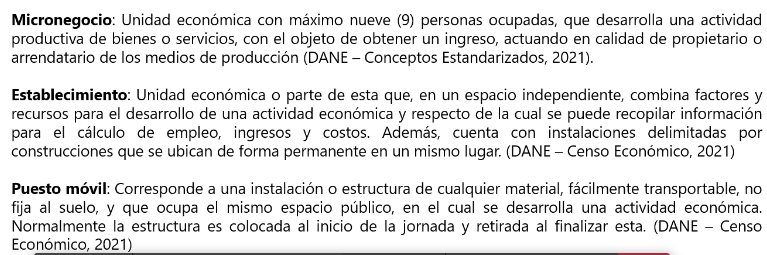 Micronegocio: Unidad económica con máximo nueve (9) personas ocupadas, que desarrolla una actividad
productiva de bienes o servicios, con el objeto de obtener un ingreso, actuando en calidad de propietario o
arrendatario de los medios de producción (DANE – Conceptos Estandarizados, 2021).
Establecimiento: Unidad económica o parte de esta que, en un espacio independiente, combina factores y
recursos para el desarrollo de una actividad económica y respecto de la cual se puede recopilar información
para el cálculo de empleo, ingresos y costos. Además, cuenta con instalaciones delimitadas por
construcciones que se ubican de forma permanente en un mismo lugar. (DANE – Censo Económico, 2021)
Puesto móvil: Corresponde a una instalación o estructura de cualquier material, fácilmente transportable, no
fija al suelo, y que ocupa el mismo espacio público, en el cual se desarrolla una actividad económica.
Normalmente la estructura es colocada al inicio de la jornada y retirada al finalizar esta. (DANE – Censo
Económico, 2021)